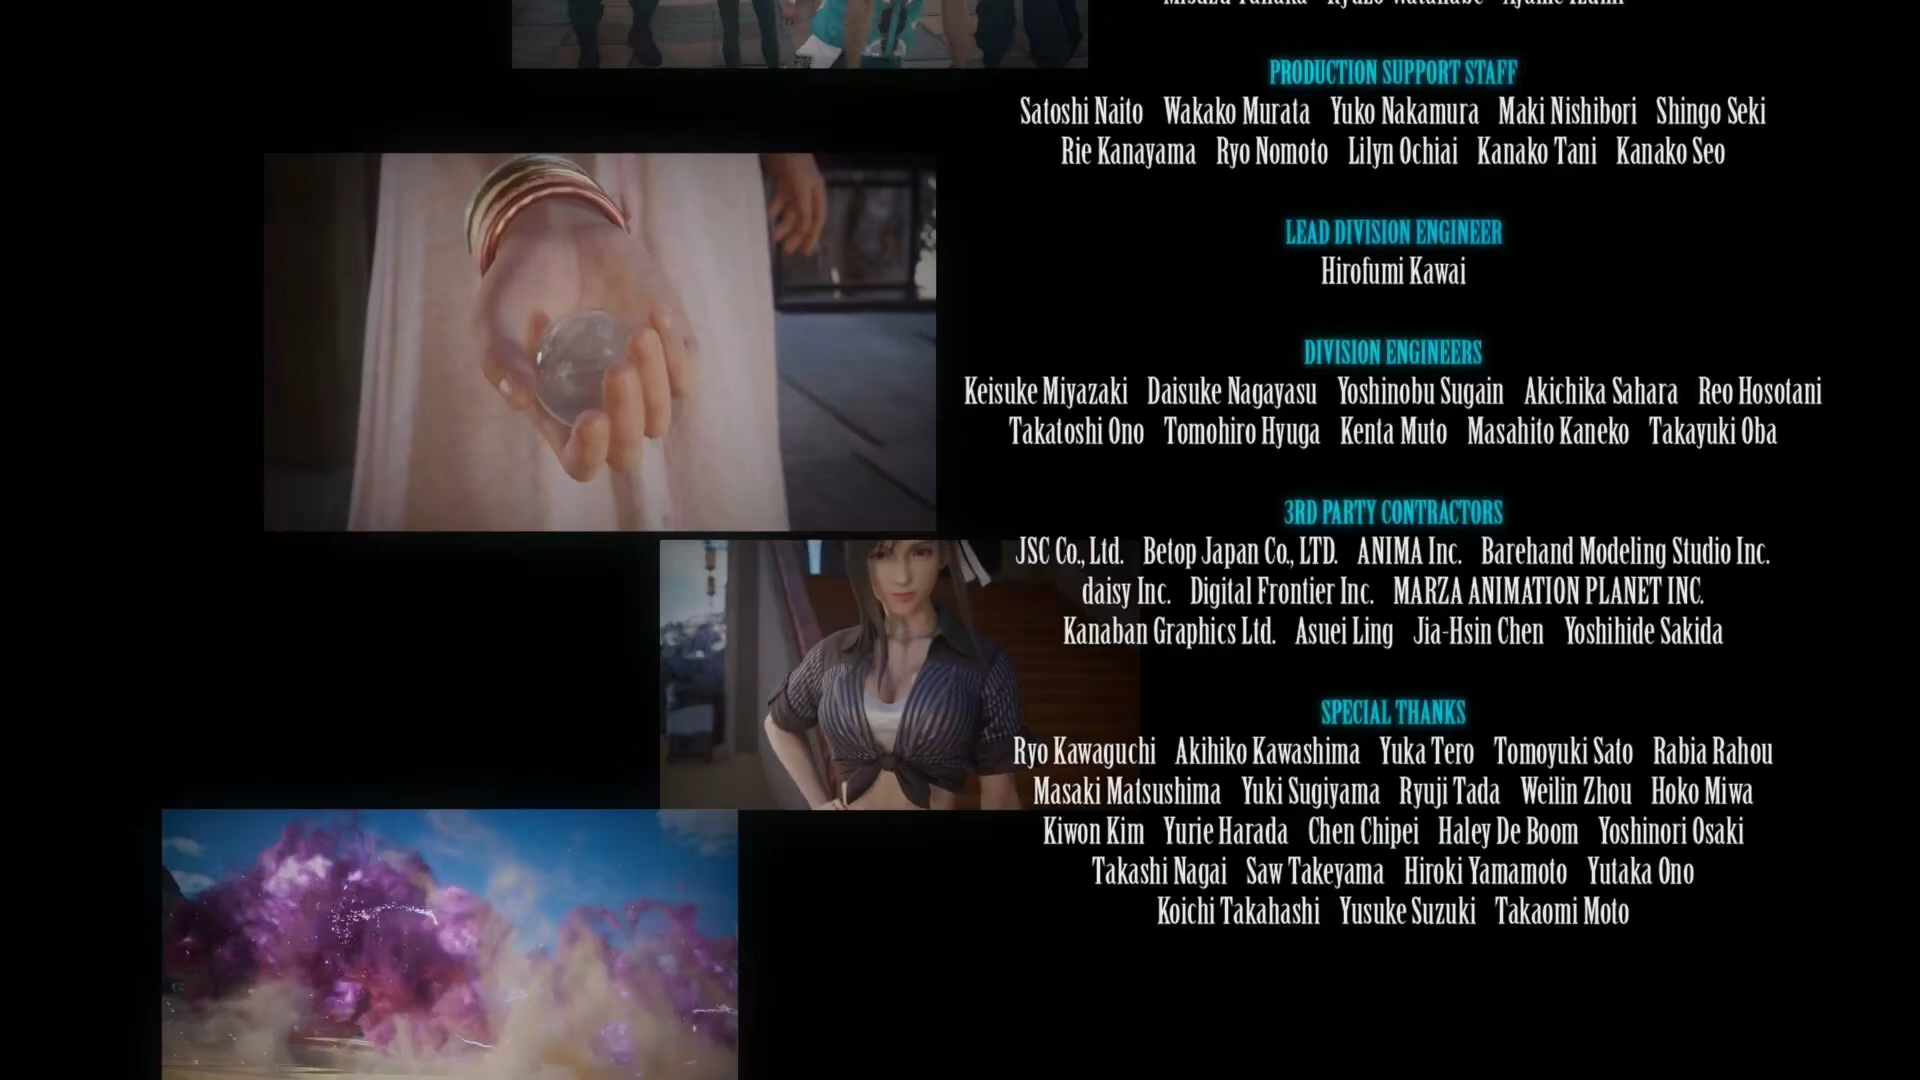 PRODUCTION SUPPORT STAFF
Satoshi Naito Wakako Murata Yuko Nakamura Maki Nishibori Shingo Seki
Rie Kanayama Ryo Nomoto Lilyn Ochiai Kanako Tani Kanako Seo
LEAD DIVISION ENGINEER
Hirofumi Kawai
DIVISION ENGINEERS
Keisuke Miyazaki Daisuke Nagayasu Yoshinobu Sugain Akichika Sahara Reo Hosotani
Takatoshi Ono Tomohiro Hyuga Kenta Muto Masahito Kaneko Takayuki Oba
3RD PARTY CONTRACTORS
JSC Co., Ltd. Betop Japan Co., LTD. ANIMA Inc. Barehand Modeling Studio Inc.
daisy Inc. Digital Frontier Inc. MARZA ANIMATION PLANET INC.
Kanaban Graphics Ltd. Asuei Ling Jia-Hsin Chen Yoshihide Sakida
SPECIAL THANKS
Ryo Kawaguchi Akihiko Kawashima Yuka Tero Tomoyuki Sato Rabia Rahou
Masaki Matsushima Yuki Sugiyama Ryuji Tada Weilin Zhou Hoko Miwa
Kiwon Kim Yurie Harada Chen Chipei Haley De Boom Yoshinori Osaki
Takashi Nagai Saw Takeyama Hiroki Yamamoto Yutaka Ono
Koichi Takahashi Yusuke Suzuki Takaomi Moto